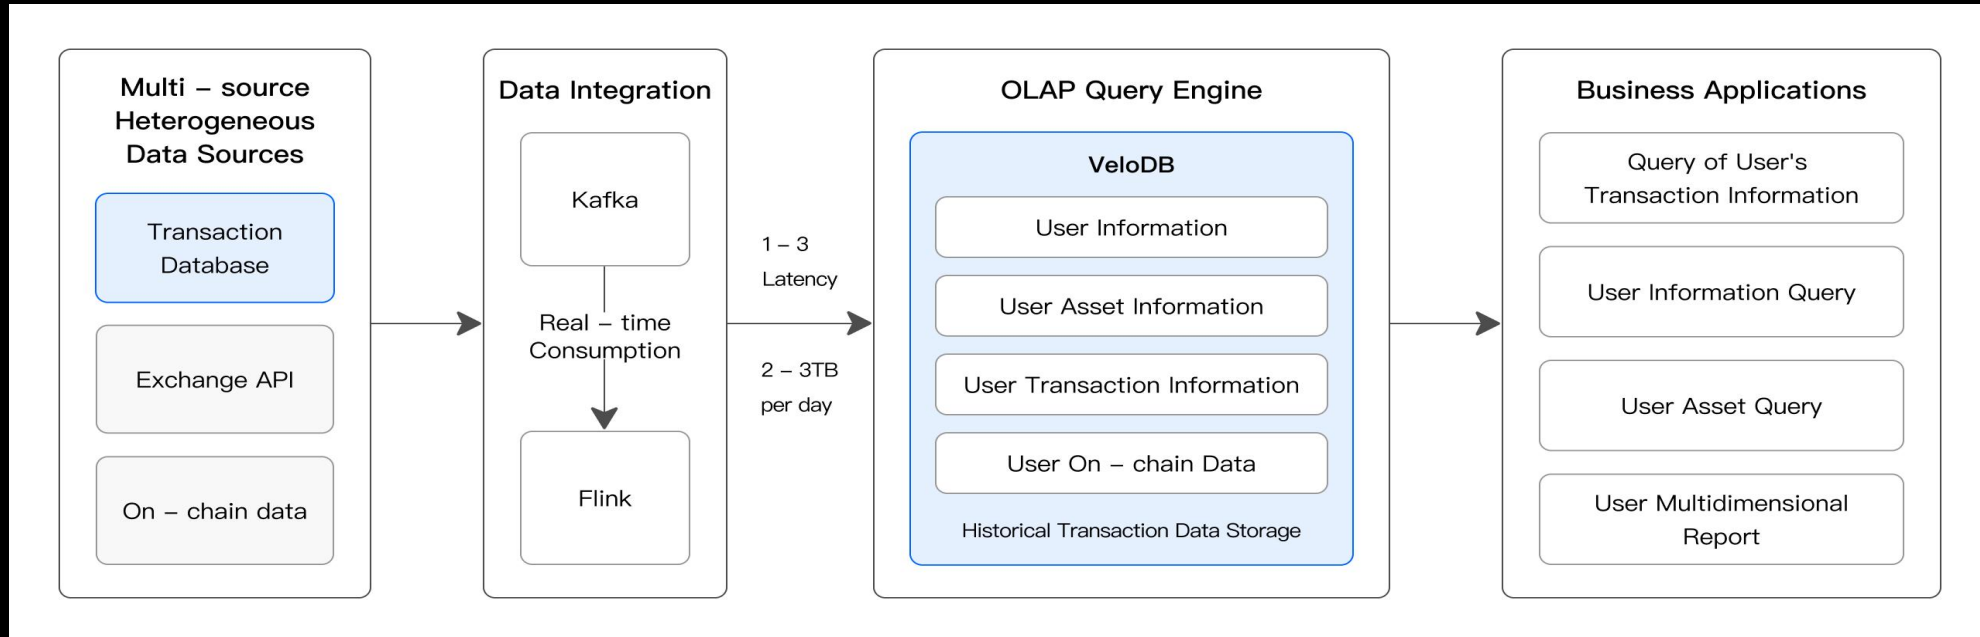 Multi – source
Heterogeneous
Data Sources
Transaction
Database
Exchange API
On – chain data
Data Integration
Kafka
Real – time
Consumption
Flink
1 – 3
Latency
2 – 3TB
per day
OLAP Query Engine
VeloDB
User Information
User Asset Information
User Transaction Information
User On – chain Data
Historical Transaction Data Storage
Business Applications
Query of User's
Transaction Information
User Information Query
User Asset Query
User Multidimensional
Report